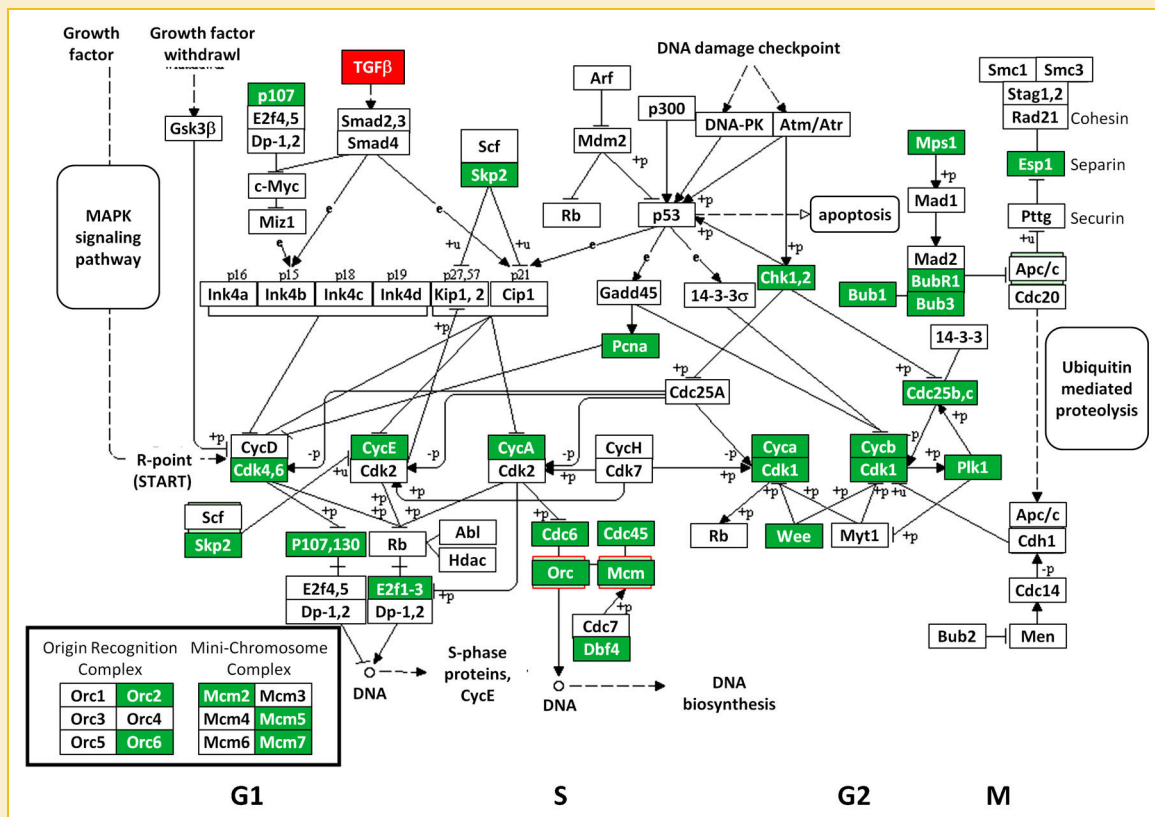 Growth
factor
Growth factor
withdrawl
TGFβ
DNA damage checkpoint
Smc1 Smc3
Stag1,2
Rad21 Cohesin
p107
E2f4,5
Dp-1,2
Gsk3β
Smad2,3
Smad4
Arf
p300
DNA-PK Atm/Atr
Scf
Skp2
Mdm2
+p
Mps1
+p
Esp1 Separin
c-Myc
Miz1
MAPK
signaling
pathway
e
e
e
+u
+u
Rb
p53
+p
+p
+p
apoptosis
Mad1
Pttg Securin
+u
e
e
p16 p15 p18 p19 p27,57 p21
Ink4a Ink4b Ink4c Ink4d Kip1, 2 Cip1
Gadd45
14-3-3σ
Chk1,2
Mad2
BubR1
Bub3
Bub1
Apc/c
Cdc20
+p
Pcna
14-3-3
+p
Cdc25A
+p
Cdc25b,c
Ubiquitin
mediated
proteolysis
+p
-p
R-point
(START)
+p
CycD
Cdk4,6
-p
+u
CycE
Cdk2
-p
CycA
Cdk2
-p
+p
CycH
Cdk7
-p
+p
Cyca
Cdk1
Cycb
Cdk1
+p
Plk1
+p
+p
+p
+p
+p
+p
+p
+p
+p
+u
Scf
Skp2
P107,130
Rb
Abl
Hdac
Cdc6
Cdc45
Rb
Wee
Myt1
+p
Apc/c
Cdh1
-p
Orc
Mcm
E2f4,5
Dp-1,2
E2f1-3
Dp-1,2
+p
+p
Cdc7
Dbf4
Cdc14
Bub2
Men
Origin Recognition
Complex
Mini-Chromosome
Complex
Orc1 Orc2
Orc3 Orc4
Orc5 Orc6
Mcm2 Mcm3
Mcm4 Mcm5
Mcm6 Mcm7
DNA
S-phase
proteins,
CycE
DNA
DNA
biosynthesis
G1 S G2 M